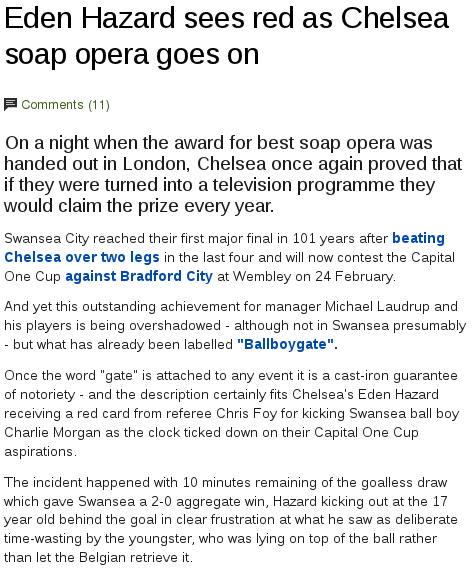 Eden Hazard sees red as Chelsea
soap opera goes on
Comments (11)
On a night when the award for best soap opera was
handed out in London, Chelsea once again proved that
if they were turned into a television programme they
would claim the prize every year.
Swansea City reached their first major final in 101 years after beating
Chelsea over two legs in the last four and will now contest the Capital
One Cup against Bradford City at Wembley on 24 February.
And yet this outstanding achievement for manager Michael Laudrup and
his players is being overshadowed - although not in Swansea presumably
- but what has already been labelled "Ballboygate".
Once the word "gate" is attached to any event it is a cast-iron guarantee
of notoriety - and the description certainly fits Chelsea's Eden Hazard
receiving a red card from referee Chris Foy for kicking Swansea ball boy
Charlie Morgan as the clock ticked down on their Capital One Cup
aspirations.
The incident happened with 10 minutes remaining of the goalless draw
which gave Swansea a 2-0 aggregate win, Hazard kicking out at the 17
year old behind the goal in clear frustration at what he saw as deliberate
time-wasting by the youngster, who was lying on top of the ball rather
than let the Belgian retrieve it.